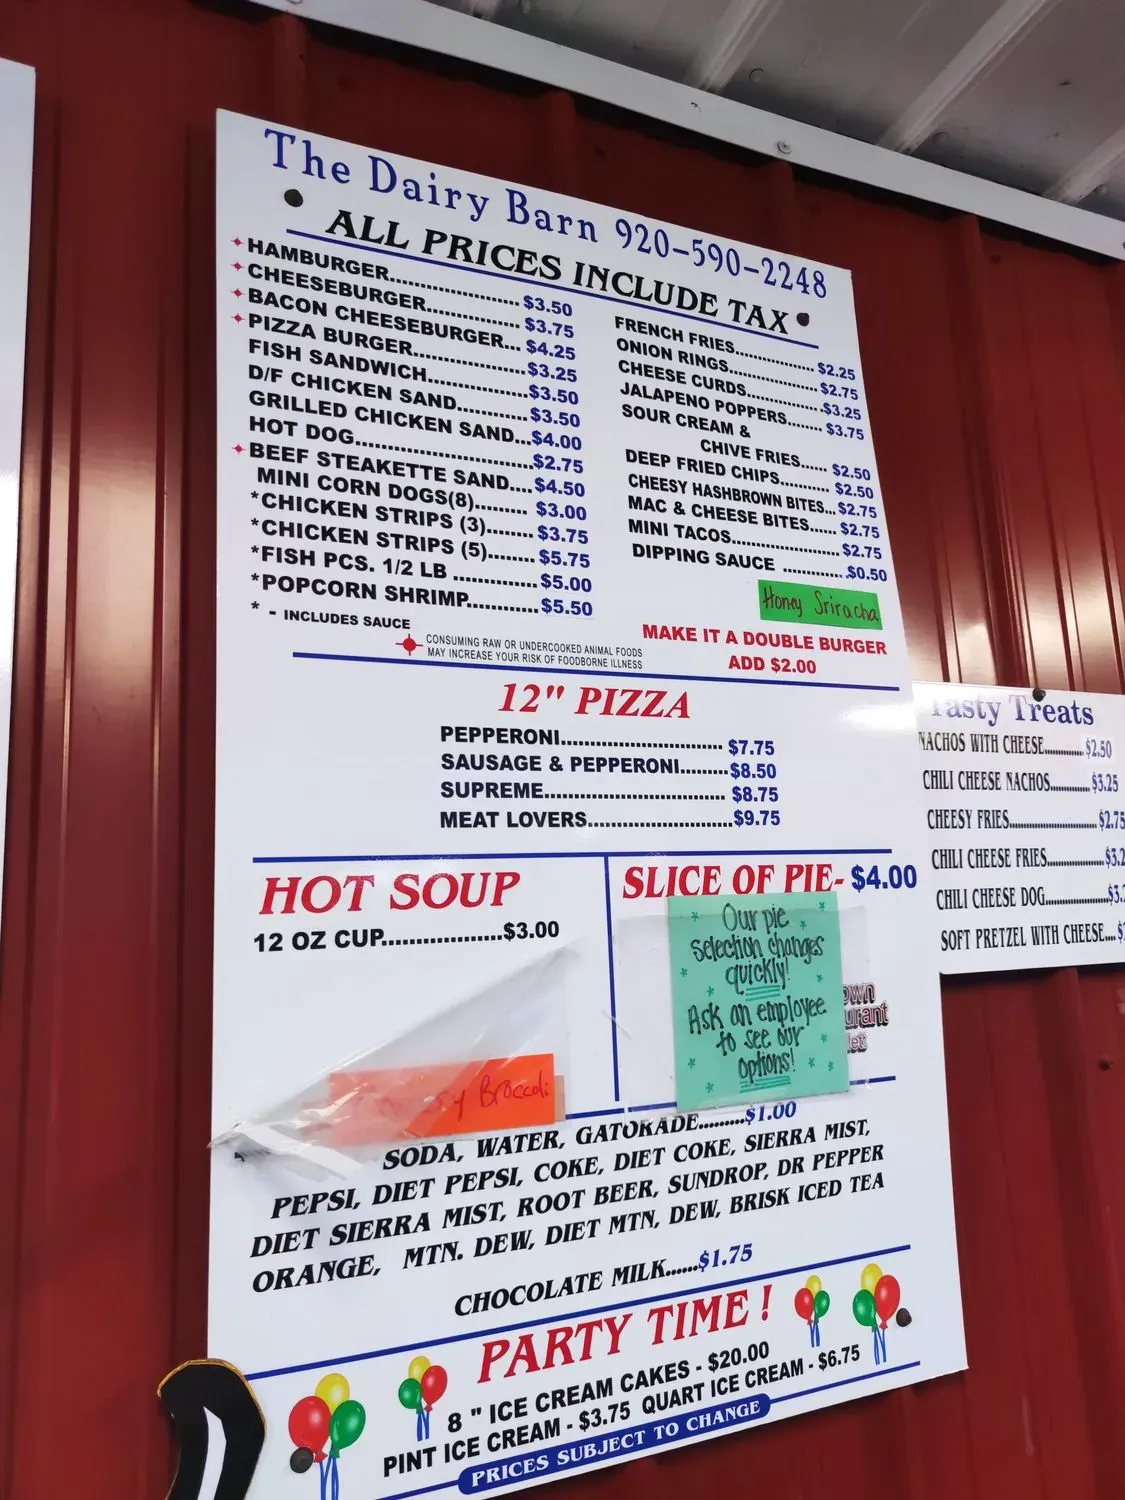 The Dairy Barn 920-590-2248
ALL PRICES INCLUDE TAX
HAMBURGER.................... $3.50
CHEESEBURGER............... $3.75
BACON CHEESEBURGER... $4.25
PIZZA BURGER................. $3.25
FISH SANDWICH............... $3.50
D/F CHICKEN SAND........... $3.50
GRILLED CHICKEN SAND...$4.00
HOT DOG...........................$2.75
BEEF STEAKETTE SAND....$4.50
MINI CORN DOGS(8)......... $3.00
*CHICKEN STRIPS (3)........ $3.75
*CHICKEN STRIPS (5)....... $5.75
*FISH PCS. 1/2 LB ............$5.00
*POPCORN SHRIMP..........$5.50
* - INCLUDES SAUCE
CONSUMING RAW OR UNDERCOOKED ANIMAL FOODS
MAY INCREASE YOUR RISK OF FOODBORNE ILLNESS
FRENCH FRIES................ $2.25
ONION RINGS.................. $2.75
CHEESE CURDS...............$3.25
JALAPENO POPPERS....... $3.75
SOUR CREAM &
CHIVE FRIES...... $2.50
DEEP FRIED CHIPS.......... $2.50
CHEESY HASHBROWN BITES...$2.75
MAC & CHEESE BITES...... $2.75
MINI TACOS...................... $2.75
DIPPING SAUCE .............$0.50
Honey Sriracha
MAKE IT A DOUBLE BURGER
ADD $2.00
12" PIZZA
PEPPERONI............................ $7.75
SAUSAGE & PEPPERONI........$8.50
SUPREME............................... $8.75
MEAT LOVERS.........................$9.75
HOT SOUP
12 OZ CUP...................$3.00
Broccoli
SLICE OF PIE- $4.00
Our pie
selection changes
quickly!
Ask an employee
to see our
options!
SODA, WATER, GATORADE.........$1.00
PEPSI, DIET PEPSI, COKE, DIET COKE, SIERRA MIST,
DIET SIERRA MIST, ROOT BEER, SUNDROP, DR PEPPER
ORANGE, MTN. DEW, DIET MTN, DEW, BRISK ICED TEA
CHOCOLATE MILK......$1.75
PARTY TIME !
8 " ICE CREAM CAKES - $20.00
PINT ICE CREAM - $3.75 QUART ICE CREAM - $6.75
PRICES SUBJECT TO CHANGE
Tasty Treats
NACHOS WITH CHEESE............$2.50
CHILI CHEESE NACHOS............$3.25
CHEESY FRIES..........................$2.75
CHILI CHEESE FRIES.................$3.2
CHILI CHEESE DOG...................$3.
SOFT PRETZEL WITH CHEESE....$